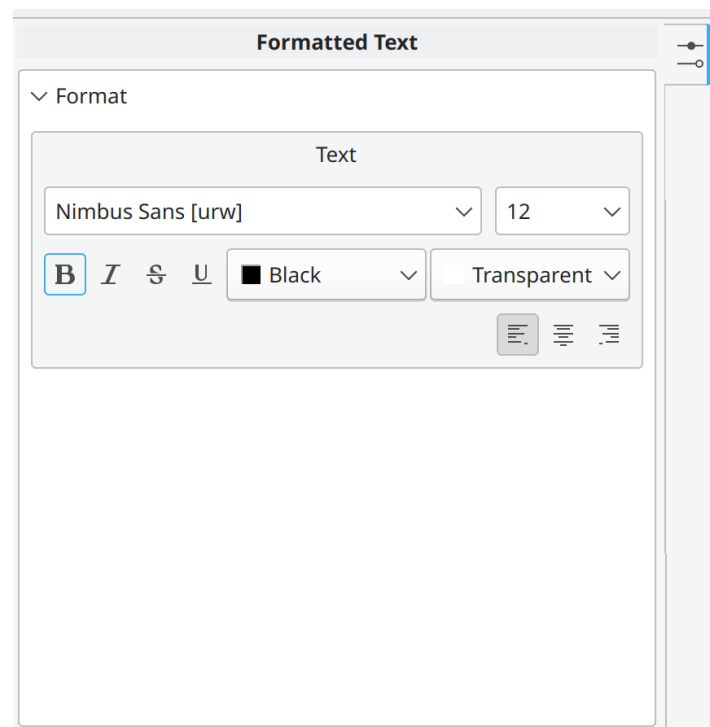 Formatted Text
Format
Text
Nimbus Sans [urw] 12
B I S U Black Transparent